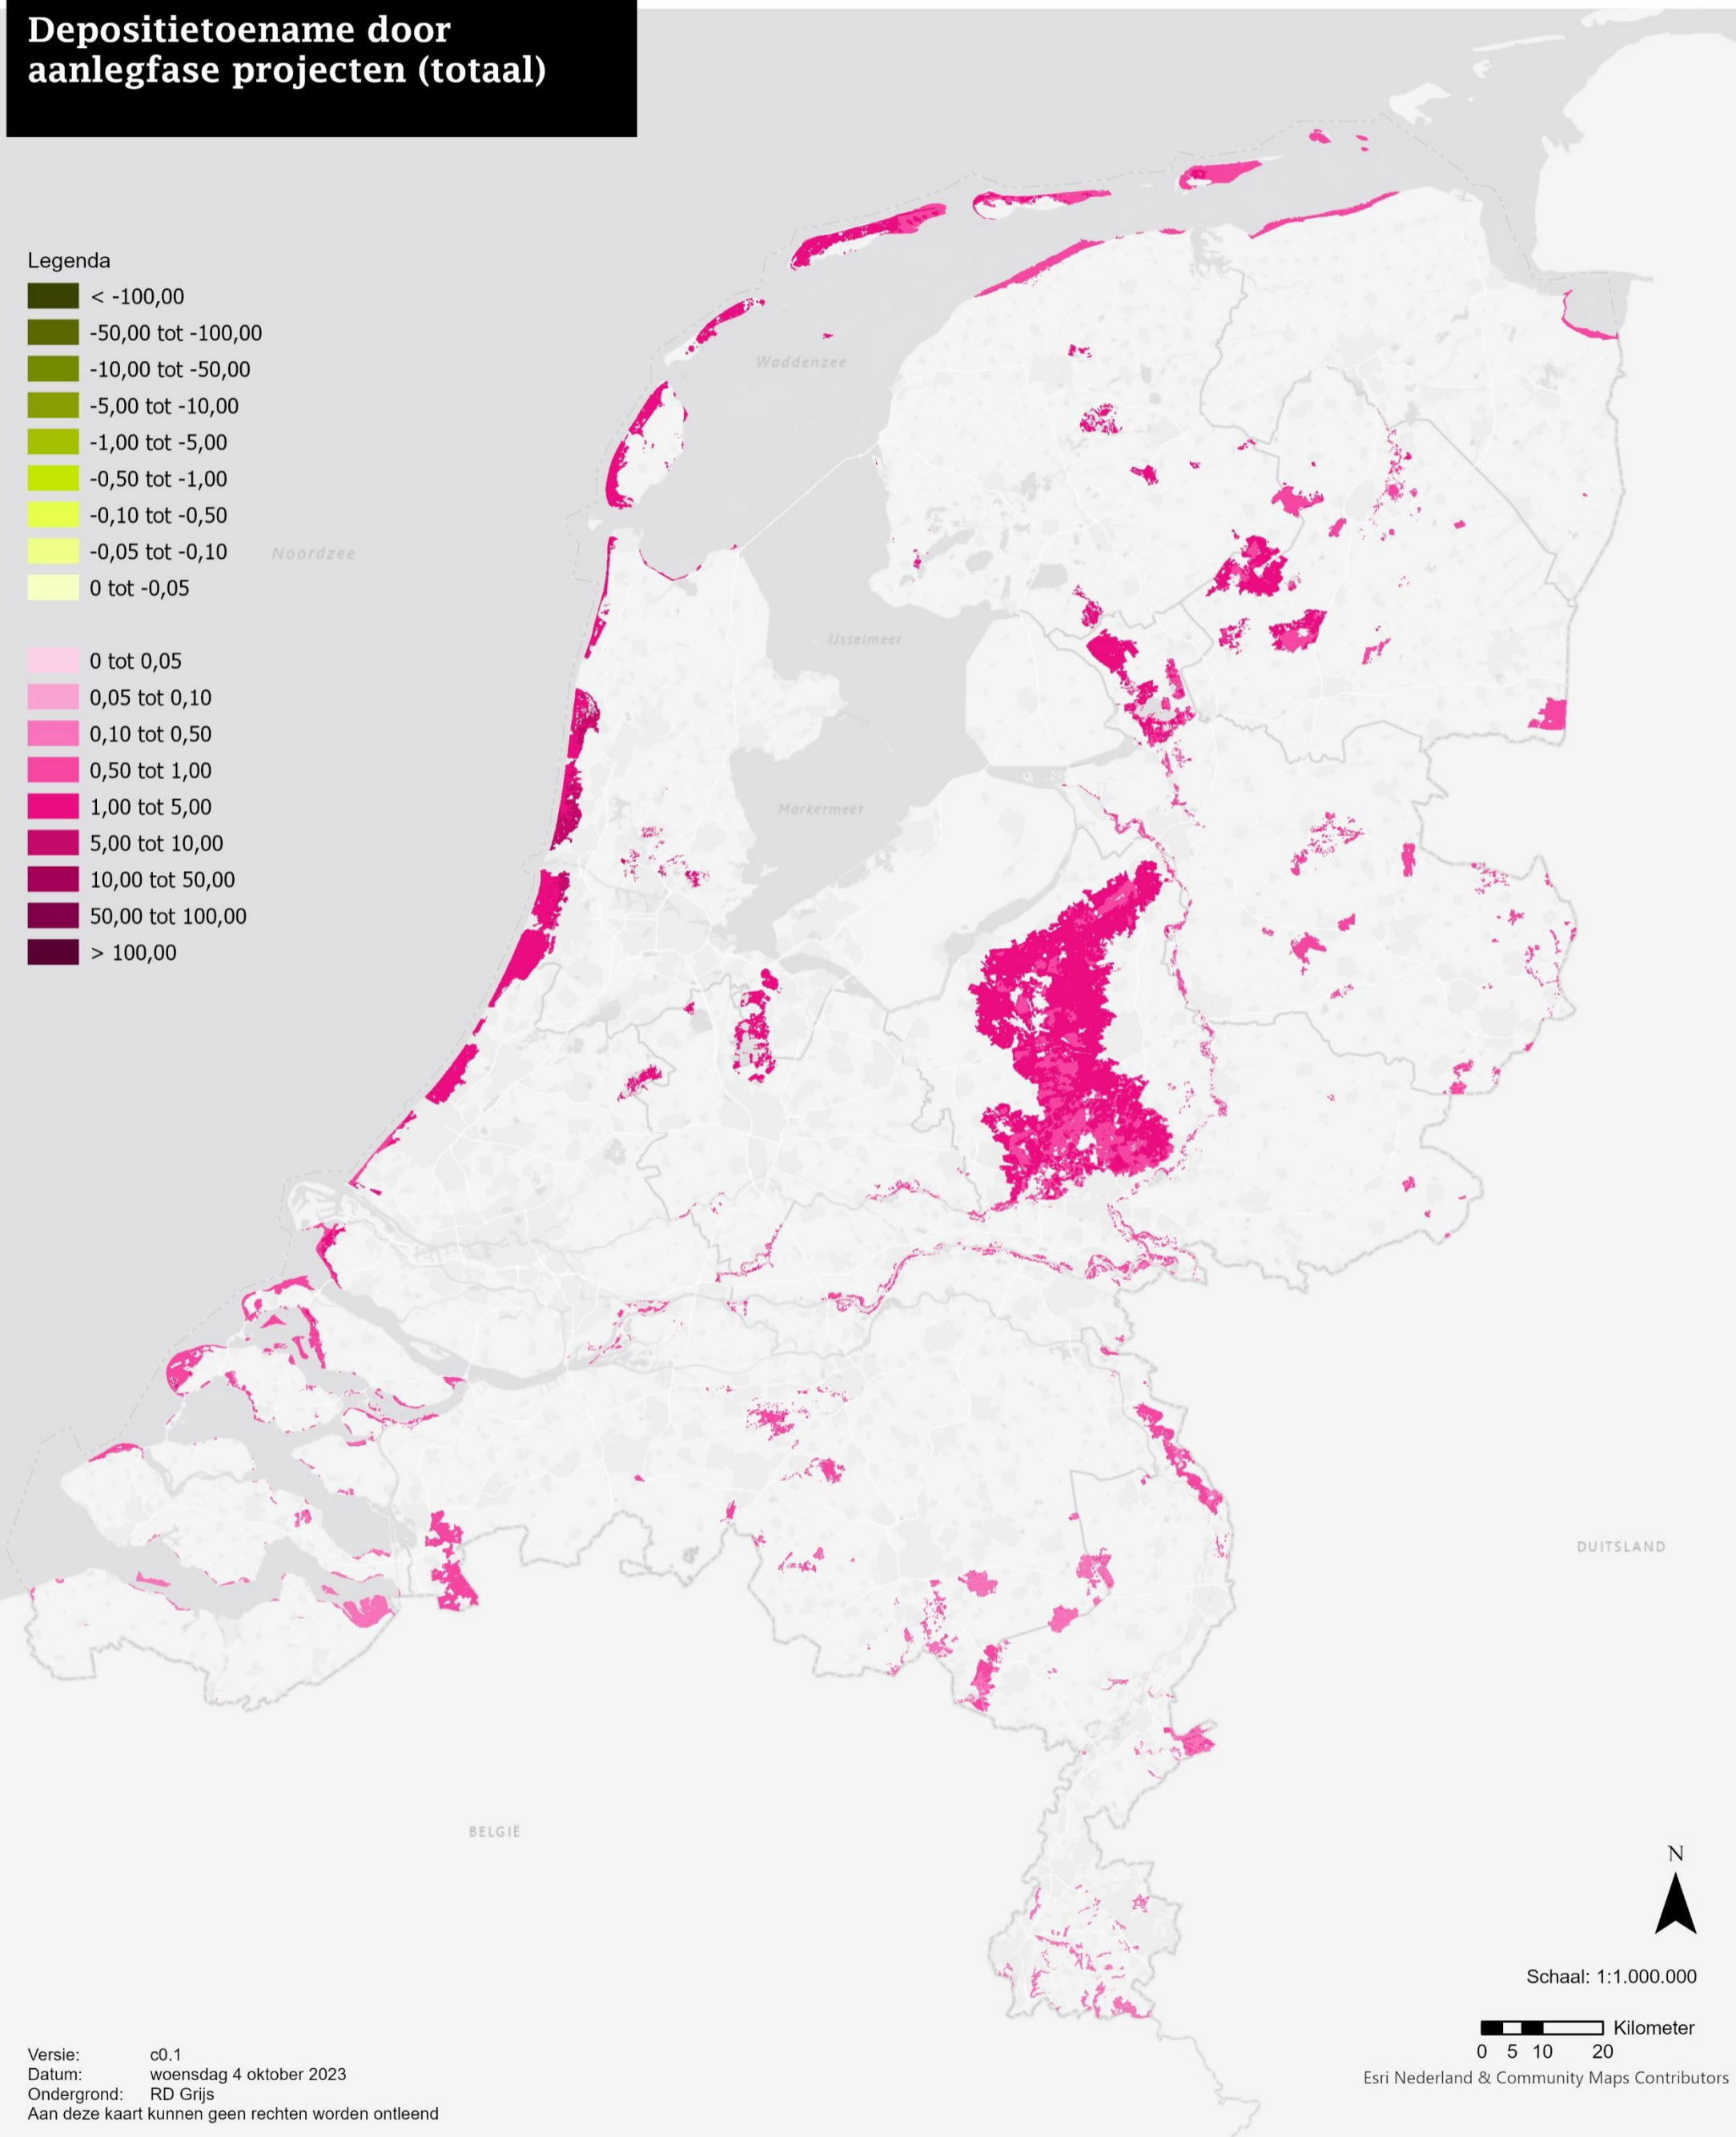 Depositietoename door
aanlegfase projecten (totaal)
Legenda
< -100,00
-50,00 tot -100,00
-10,00 tot -50,00
-5,00 tot -10,00
-1,00 tot -5,00
-0,50 tot -1,00
-0,10 tot -0,50
-0,05 tot -0,10
0 tot -0,05
0 tot 0,05
0,05 tot 0,10
0,10 tot 0,50
0,50 tot 1,00
1,00 tot 5,00
5,00 tot 10,00
10,00 tot 50,00
50,00 tot 100,00
> 100,00
Waddenzee
Noordzee
IJsselmeer
Markermeer
DUITSLAND
BELGIË
N
Schaal: 1:1.000.000
Kilometer
0 5 10 20
Esri Nederland & Community Maps Contributors
Versie: c0.1
Datum: woensdag 4 oktober 2023
Ondergrond: RD Grijs
Aan deze kaart kunnen geen rechten worden ontleend